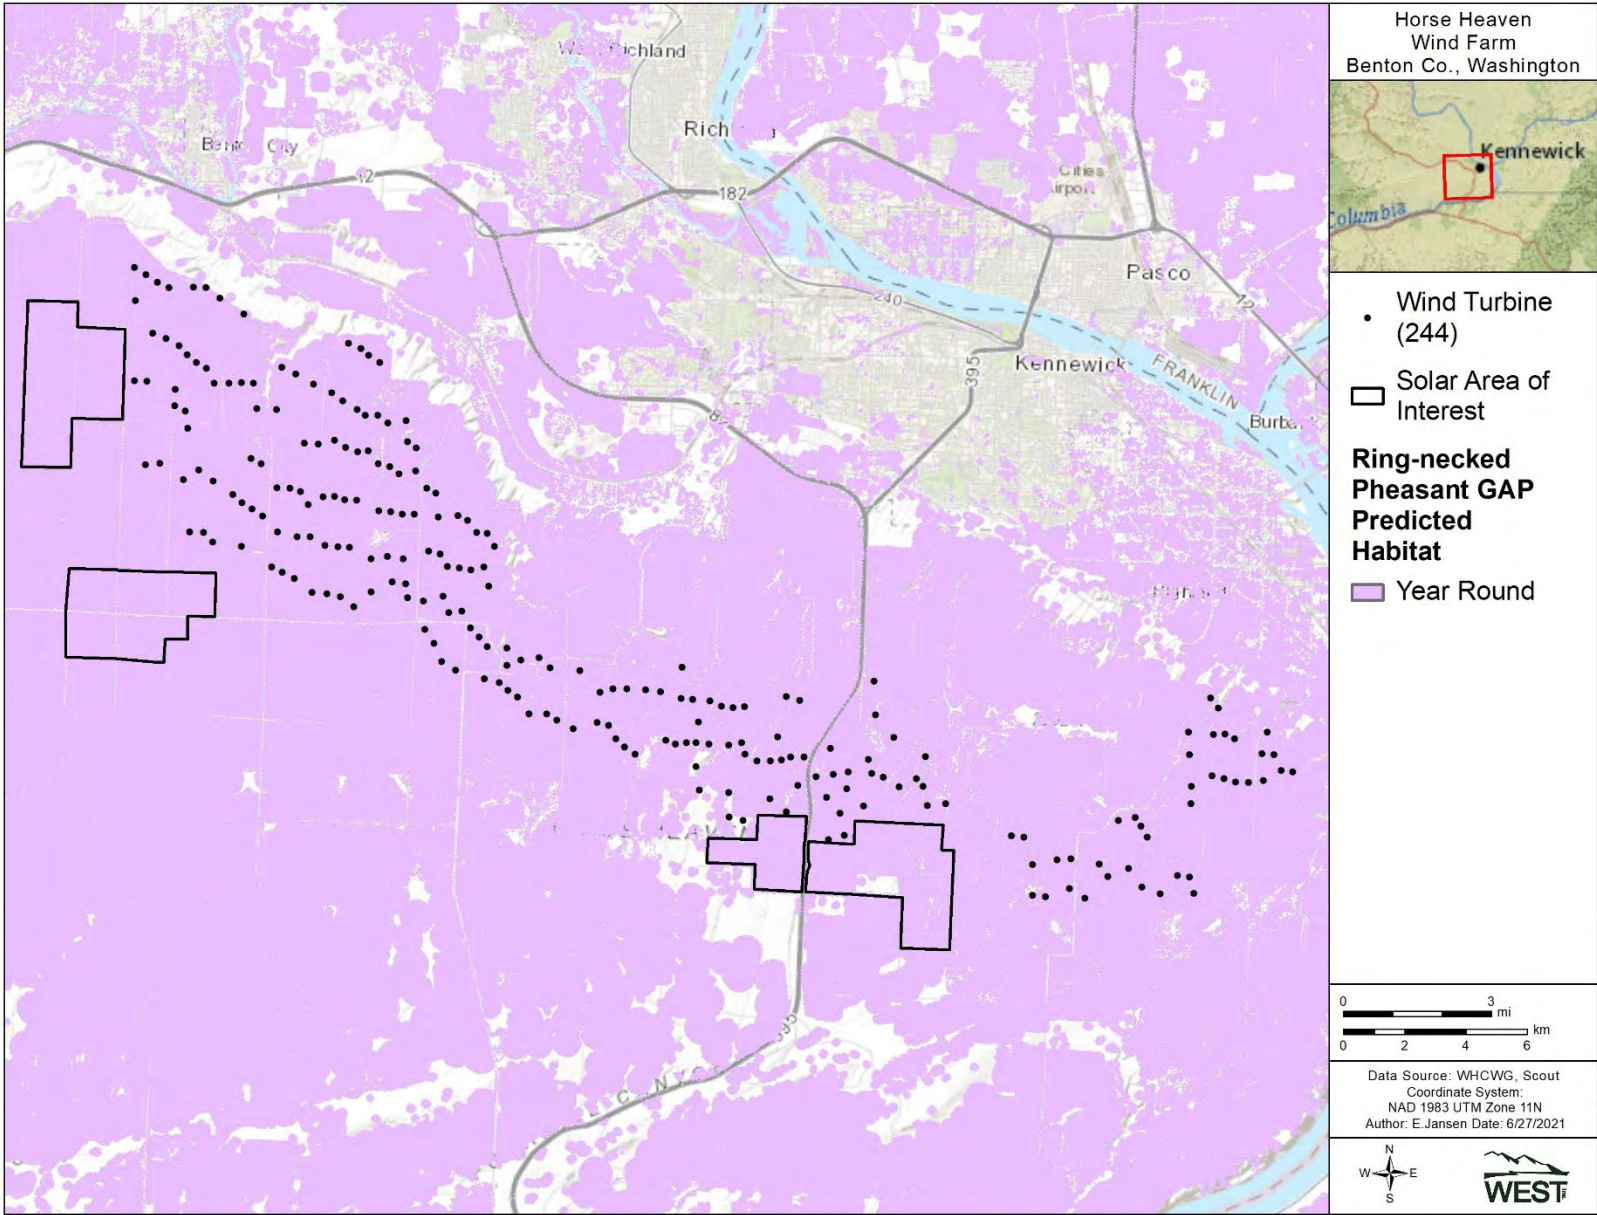 Horse Heaven
Wind Farm
Benton Co., Washington
Kennewick
Columbia
Wind Turbine
(244)
Solar Area of
Interest
Ring-necked
Pheasant GAP
Predicted
Habitat
Year Round
0 3
mi
km
0 2 4 6
Data Source: WHCWG, Scout
Coordinate System:
NAD 1983 UTM Zone 11N
Author: E.Jansen Date: 6/27/2021
N
W E
S
WEST
182
Pasco
240
12
395
Kennewick
FRANKLIN